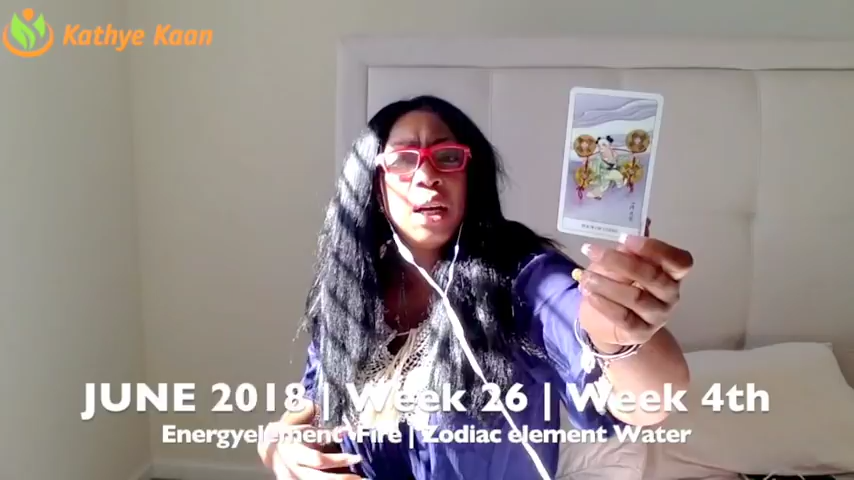 Kathye Kaan
JUNE 2018 | Week 26 | Week 4th
Energyelement Fire | Zodiac element Water